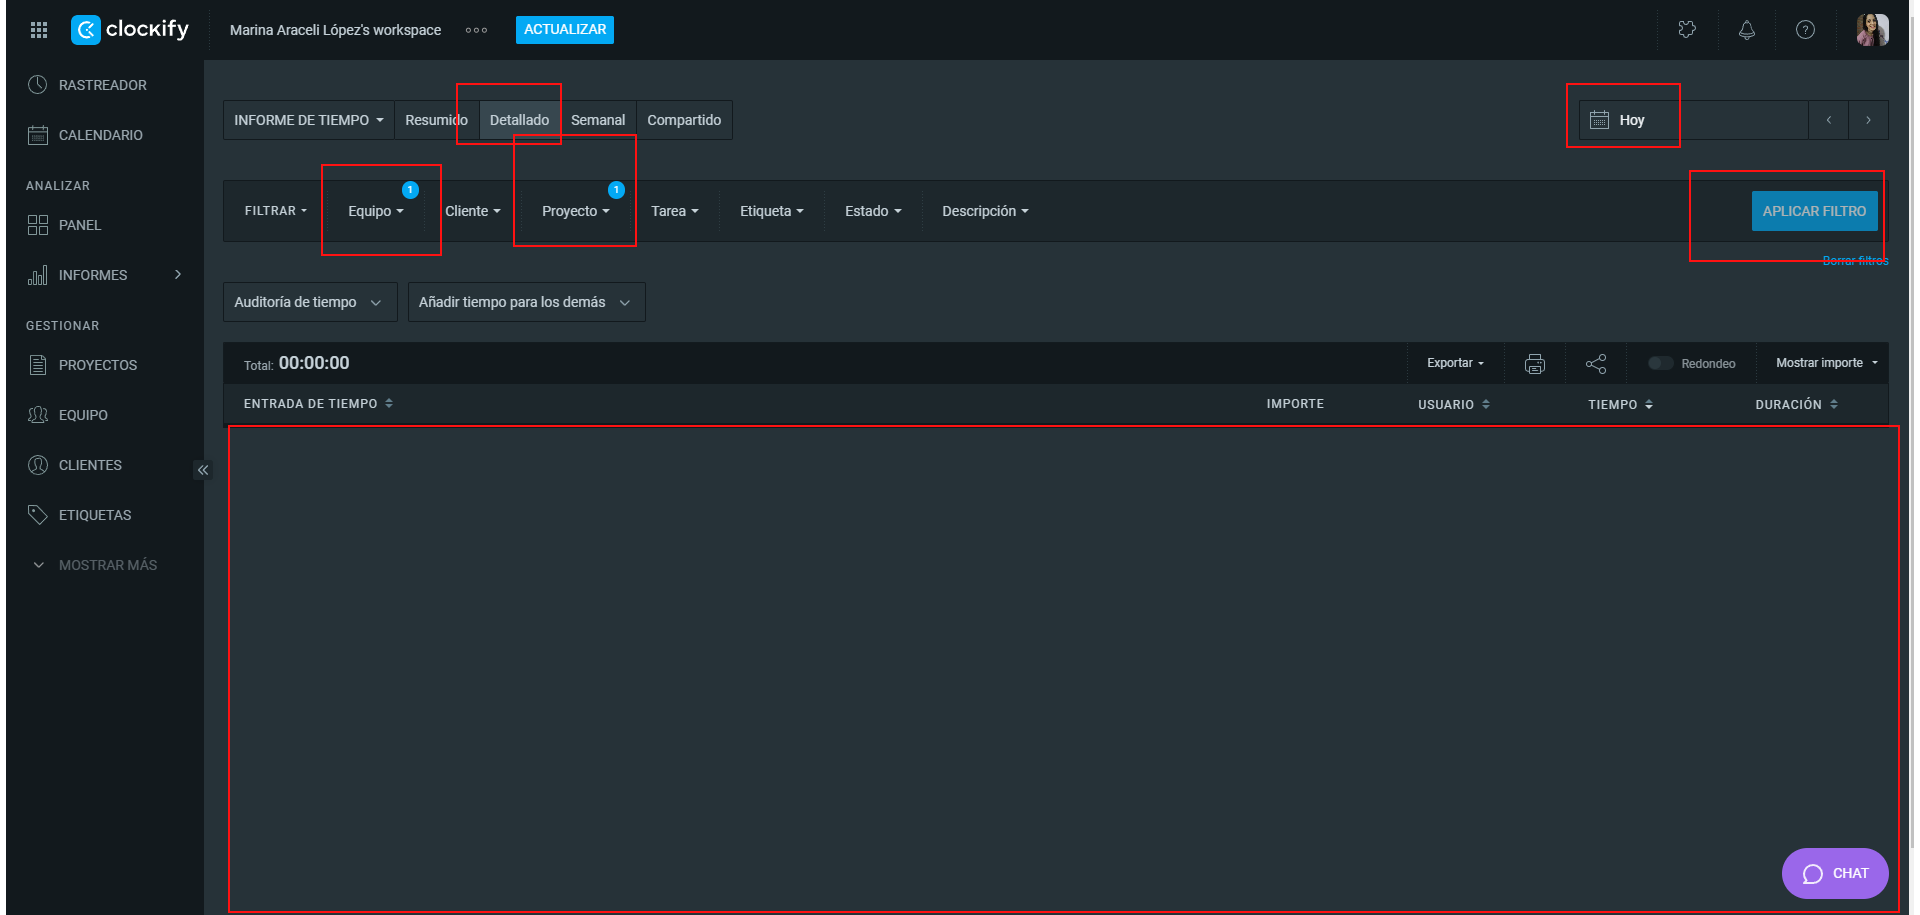 clockify
Marina Araceli López's workspace
ACTUALIZAR
RASTREADOR
CALENDARIO
ANALIZAR
PANEL
INFORMES
GESTIONAR
PROYECTOS
EQUIPO
CLIENTES
ETIQUETAS
MOSTRAR MÁS
INFORME DE TIEMPO Resumido Detallado Semanal Compartido
Hoy
FILTRAR Equipo 1 Cliente Proyecto 1 Tarea Etiqueta Estado Descripción APLICAR FILTRO
Borrar filtros
Auditoría de tiempo Añadir tiempo para los demás
Total: 00:00:00 Exportar Redondeo Mostrar importe
ENTRADA DE TIEMPO IMPORTE USUARIO TIEMPO DURACIÓN
CHAT